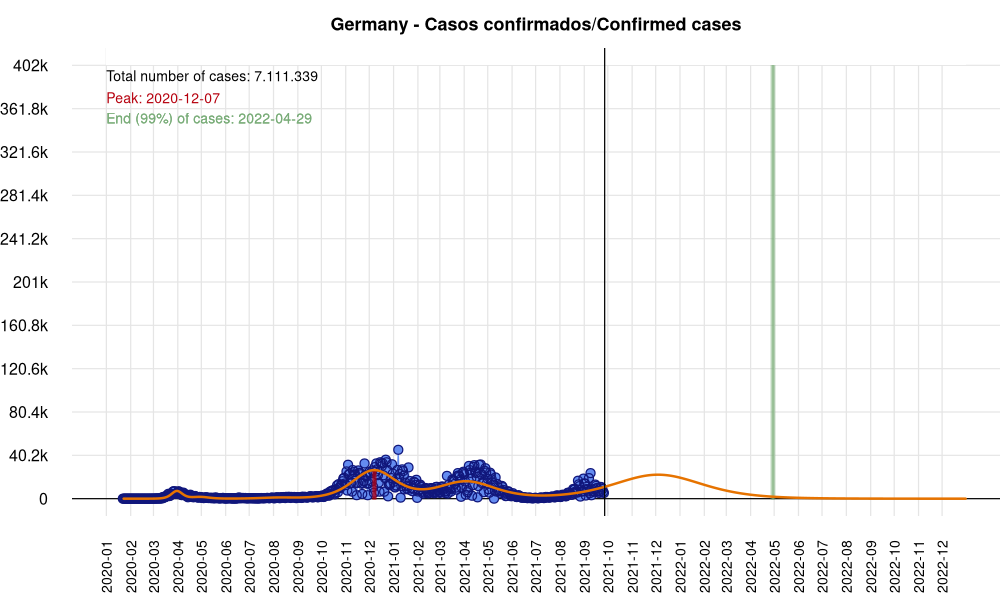 Germany - Casos confirmados/Confirmed cases
402k
Total number of cases: 7.111.339
Peak: 2020-12-07
361.8k
End (99%) of cases: 2022-04-29
321.6k
281.4k
241.2k
201k
160.8k
120.6k
80.4k
40.2k
0
2020-01
2020-02
2020-03
2020-04
2020-05
2020-06
2020-07
2020-08
2020-09
2020-10
2020-11
2020-12
2021-01
2021-02
2021-03
2021-04
2021-05
2021-06
2021-07
2021-08
2021-09
2021-10
2021-11
2021-12
2022-01
2022-02
2022-03
2022-04
2022-05
2022-06
2022-07
2022-08
2022-09
2022-10
2022-11
2022-12